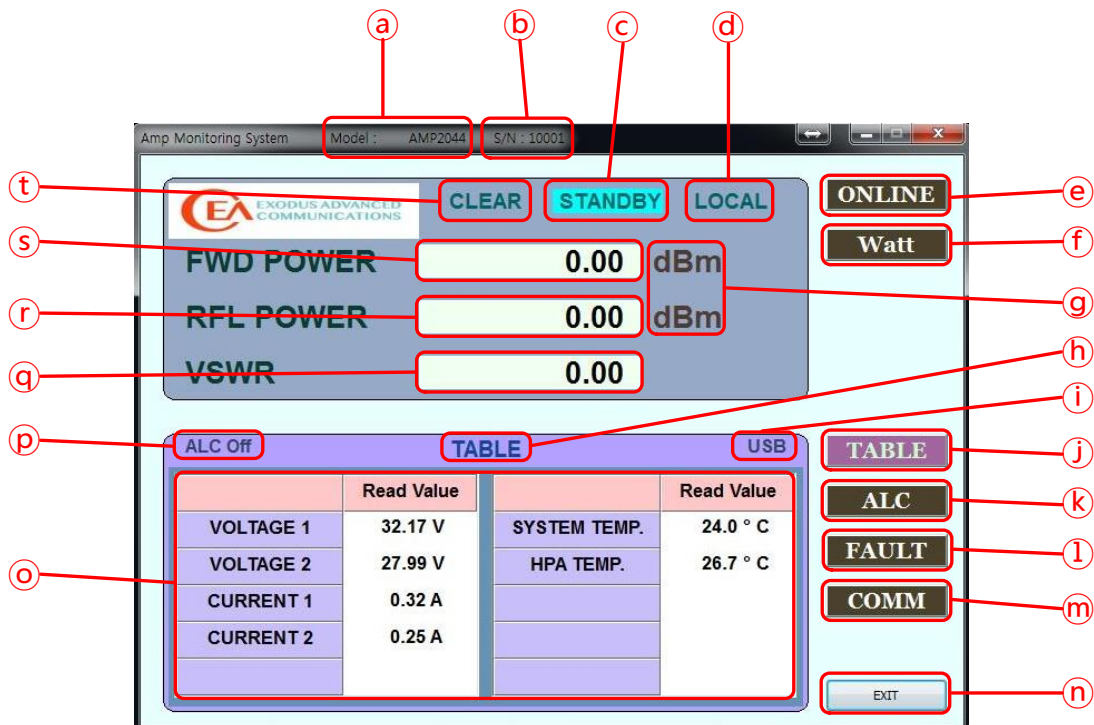 ⓐ ⓑ ⓒ ⓓ
Amp Monitoring System Model : AMP2044 S/N : 10001
ⓣ EXODUS ADVANCED COMMUNICATIONS CLEAR STANDBY LOCAL ONLINE ⓔ
ⓢ FWD POWER 0.00 dBm Watt ⓕ
ⓡ RFL POWER 0.00 dBm ⓖ
ⓠ VSWR 0.00 ⓗ
ⓘ
ⓟ ALC Off TABLE USB TABLE ⓙ
Read Value Read Value ALC ⓚ
VOLTAGE 1 32.17 V SYSTEM TEMP. 24.0 ° C
VOLTAGE 2 27.99 V HPA TEMP. 26.7 ° C FAULT ⓛ
ⓞ CURRENT 1 0.32 A COMM ⓜ
CURRENT 2 0.25 A
EXIT ⓝ